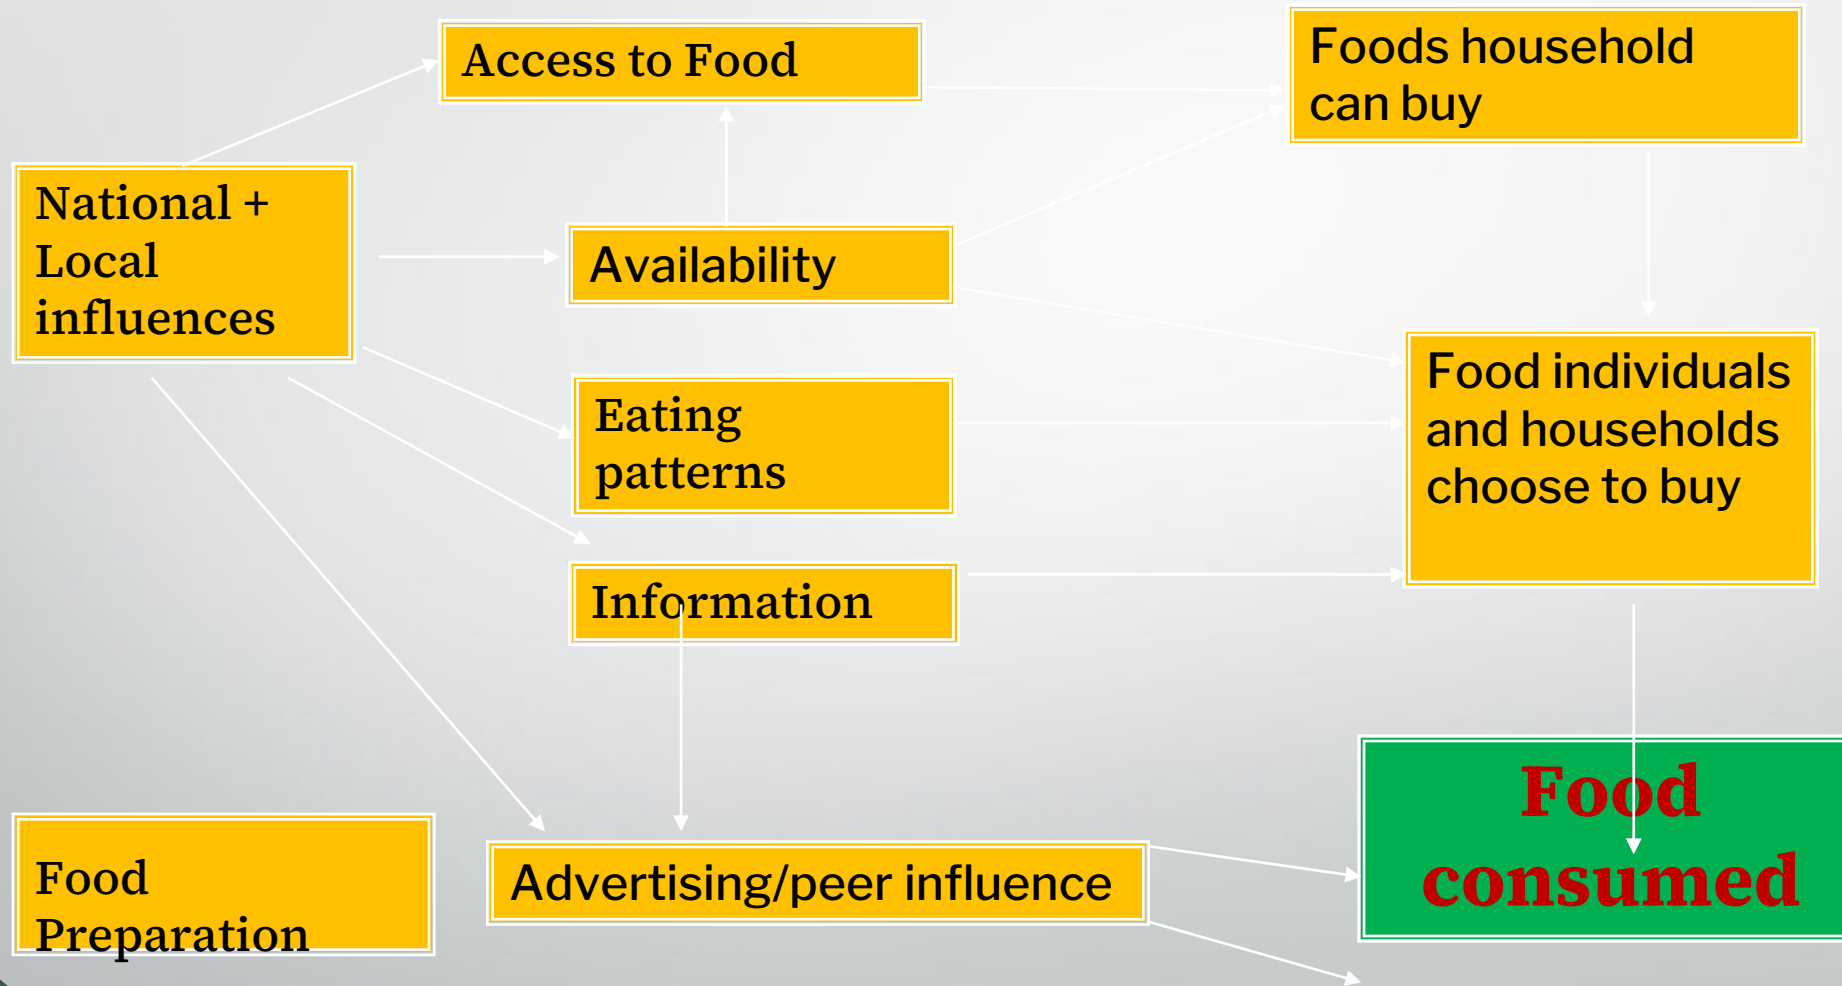 Access to Food
Foods household
can buy
National +
Local
influences
Availability
Eating
patterns
Food individuals
and households
choose to buy
Information
Food
consumed
Food
Preparation
Advertising/peer influence